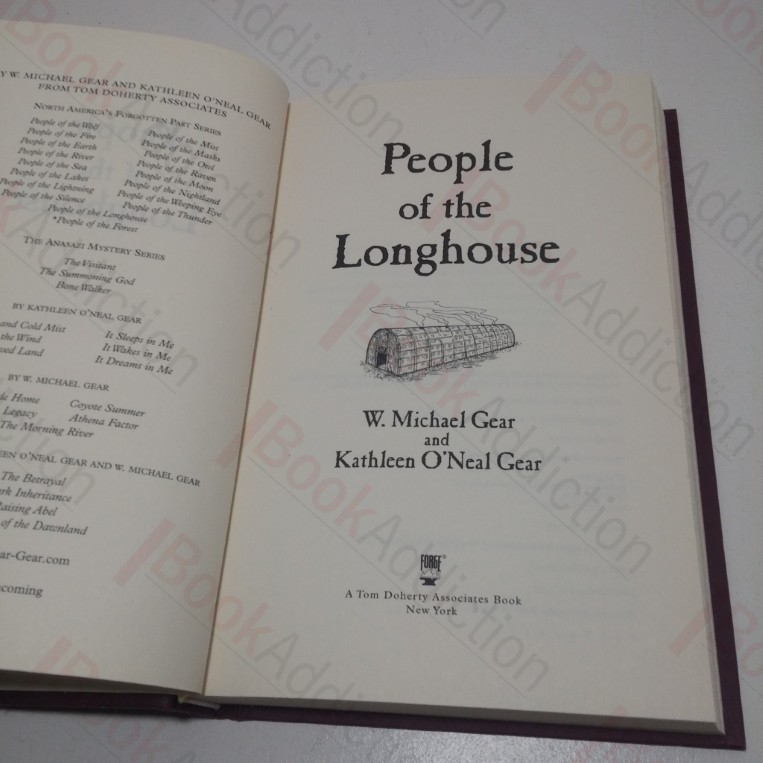 Y W. MICHAEL GEAR AND KATHLEEN O'NEAL GEAR
FROM TOM DOHERTY ASSOCIATES
NORTH AMERICA'S FORGOTTEN PAST SERIES
People of the Wolf
People of the Fire
People of the Earth
People of the River
People of the Sea
People of the Lakes
People of the Lightning
People of the Silence
People of the Mist
People of the Masks
People of the Owl
People of the Raven
People of the Moon
People of the Nightland
People of the Weeping Eye
People of the Thunder
People of the Longhouse
*People of the Forest
THE ANASAZI MYSTERY SERIES
The Visitant
The Summoning God
Bone Walker
BY KATHLEEN O'NEAL GEAR
and Cold Mist
the Wind
Land
It Sleeps in Me
It Wakes in Me
It Dreams in Me
BY W. MICHAEL GEAR
Home
Legacy
The Morning River
Coyote Summer
Athena Factor
EEN O'NEAL GEAR AND W. MICHAEL GEAR
The Betrayal
rk Inheritance
aising Abel
of the Dawnland
ar-Gear.com
coming
People
of the
Longhouse
W. Michael Gear
and
Kathleen O'Neal Gear
FORGE
A Tom Doherty Associates Book
New York
BookAddiction